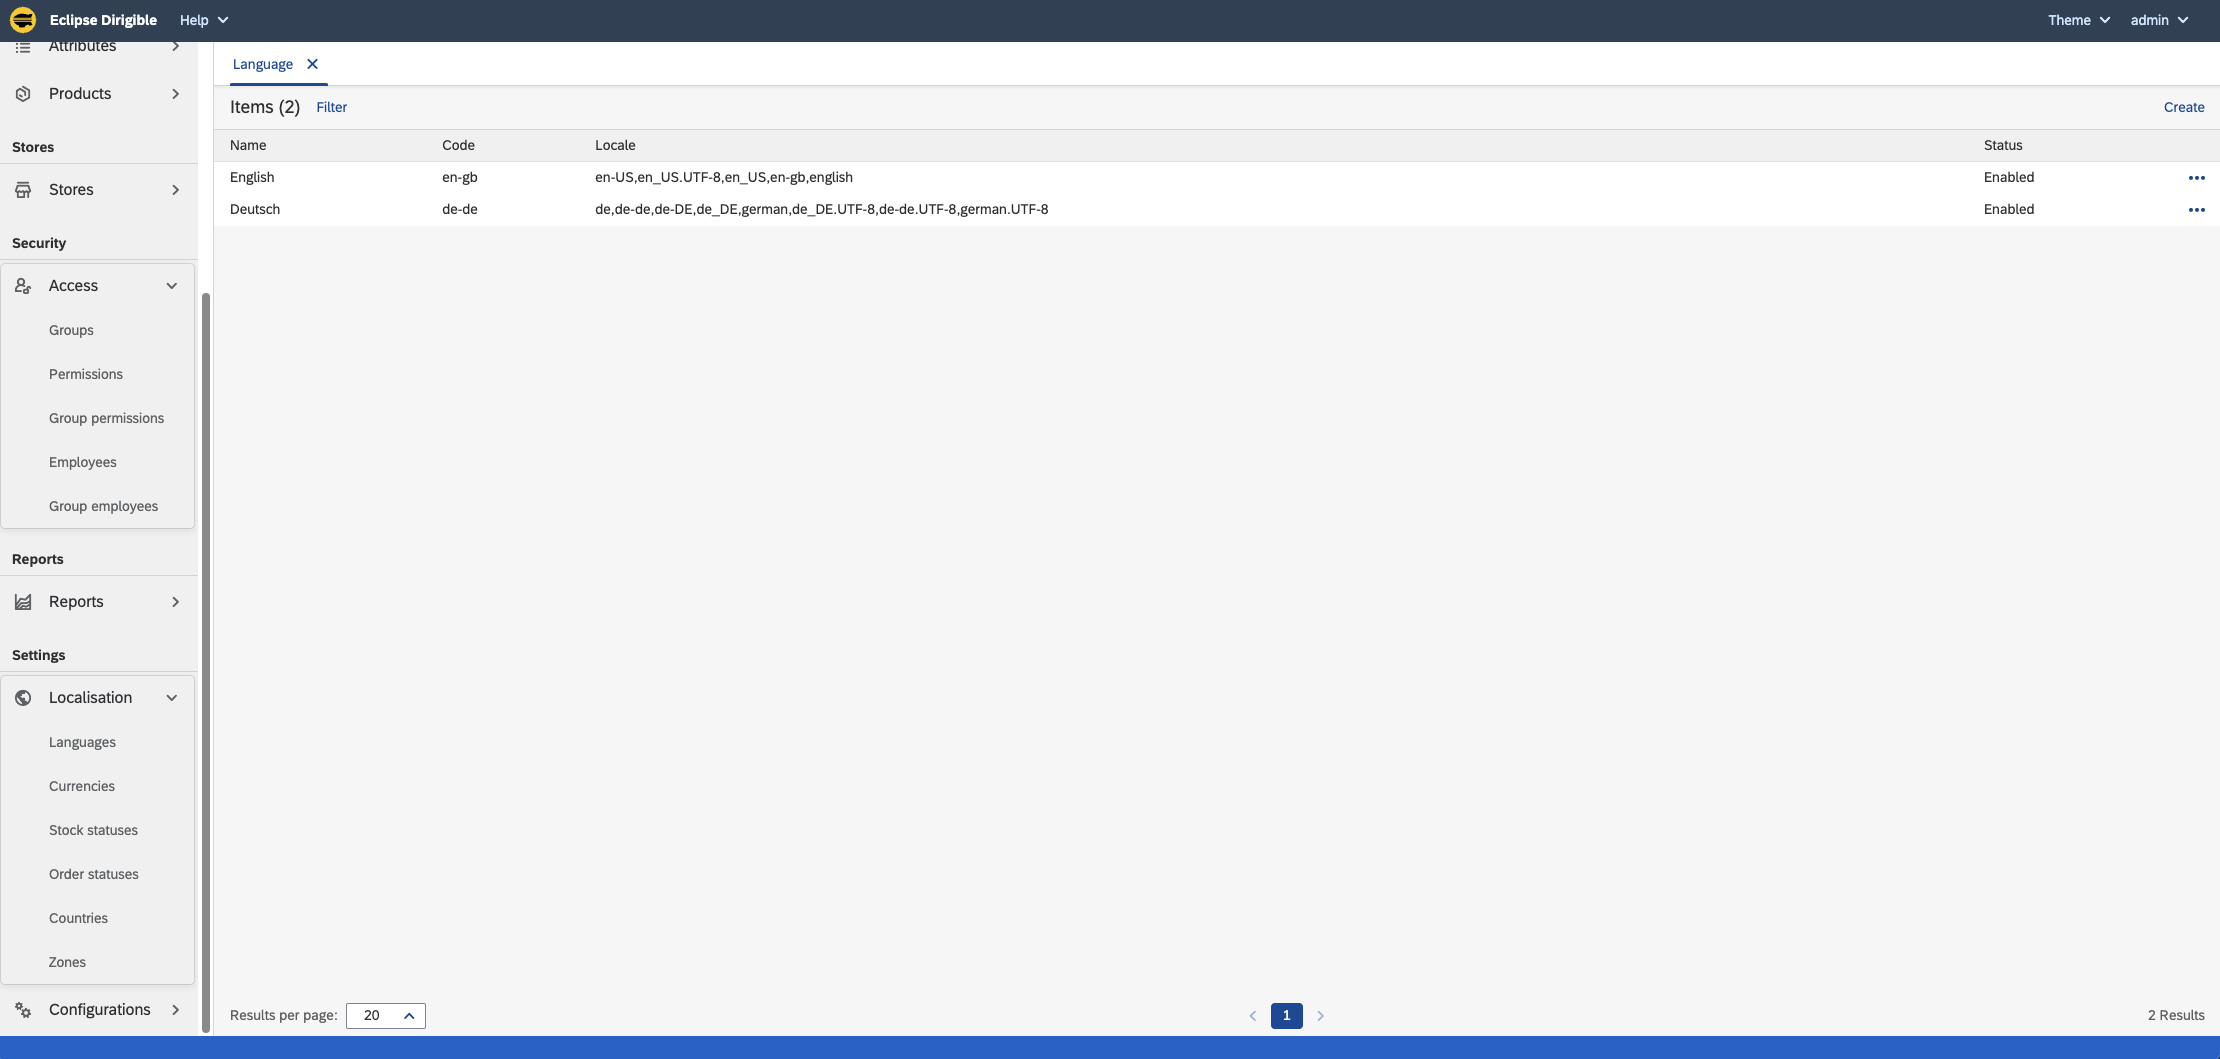 Eclipse Dirigible Help Theme admin
Attributes
Products
Stores
Stores
Security
Access
Groups
Permissions
Group permissions
Employees
Group employees
Reports
Reports
Settings
Localisation
Languages
Currencies
Stock statuses
Order statuses
Countries
Zones
Configurations
Language
Items (2) Filter Create
Name Code Locale Status
English en-gb en-US,en_US.UTF-8,en_US,en-gb,english Enabled
Deutsch de-de de,de-de,de-DE,de_DE,german,de_DE.UTF-8,de-de.UTF-8,german.UTF-8 Enabled
Results per page: 20 1 2 Results